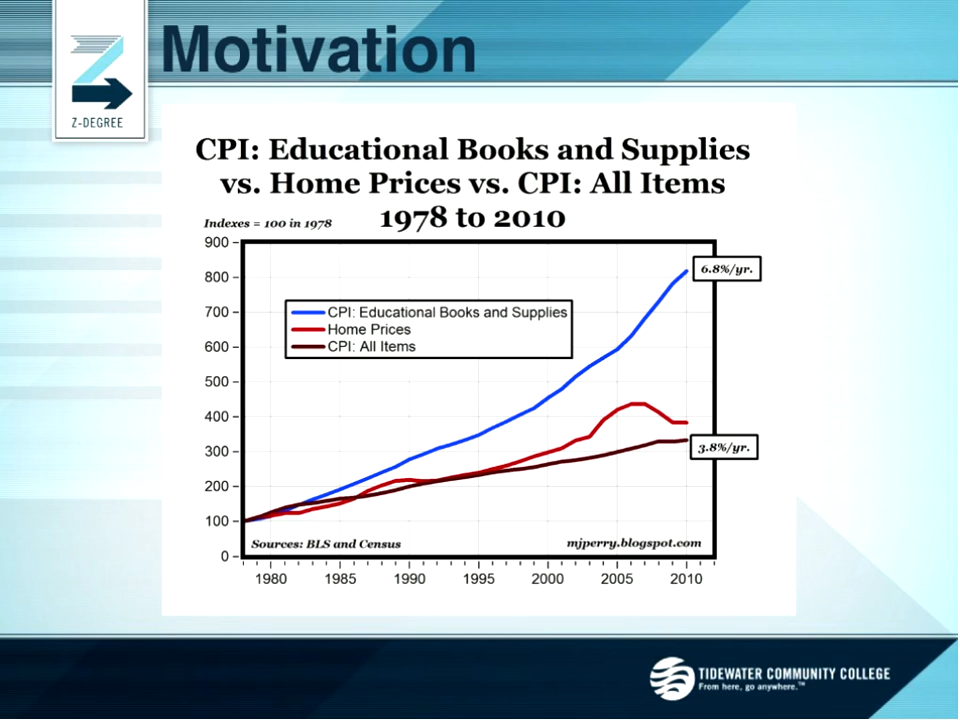 Motivation
Z-DEGREE
CPI: Educational Books and Supplies
vs. Home Prices vs. CPI: All Items
1978 to 2010
Indexes = 100 in 1978
900
800
700
600
500
400
300
200
100
0
6.8%/yr.
CPI: Educational Books and Supplies
Home Prices
CPI: All Items
3.8%/yr.
Sources: BLS and Census
mjperry.blogspot.com
1980 1985 1990 1995 2000 2005 2010
TIDEWATER COMMUNITY COLLEGE
From here, go anywhere.™